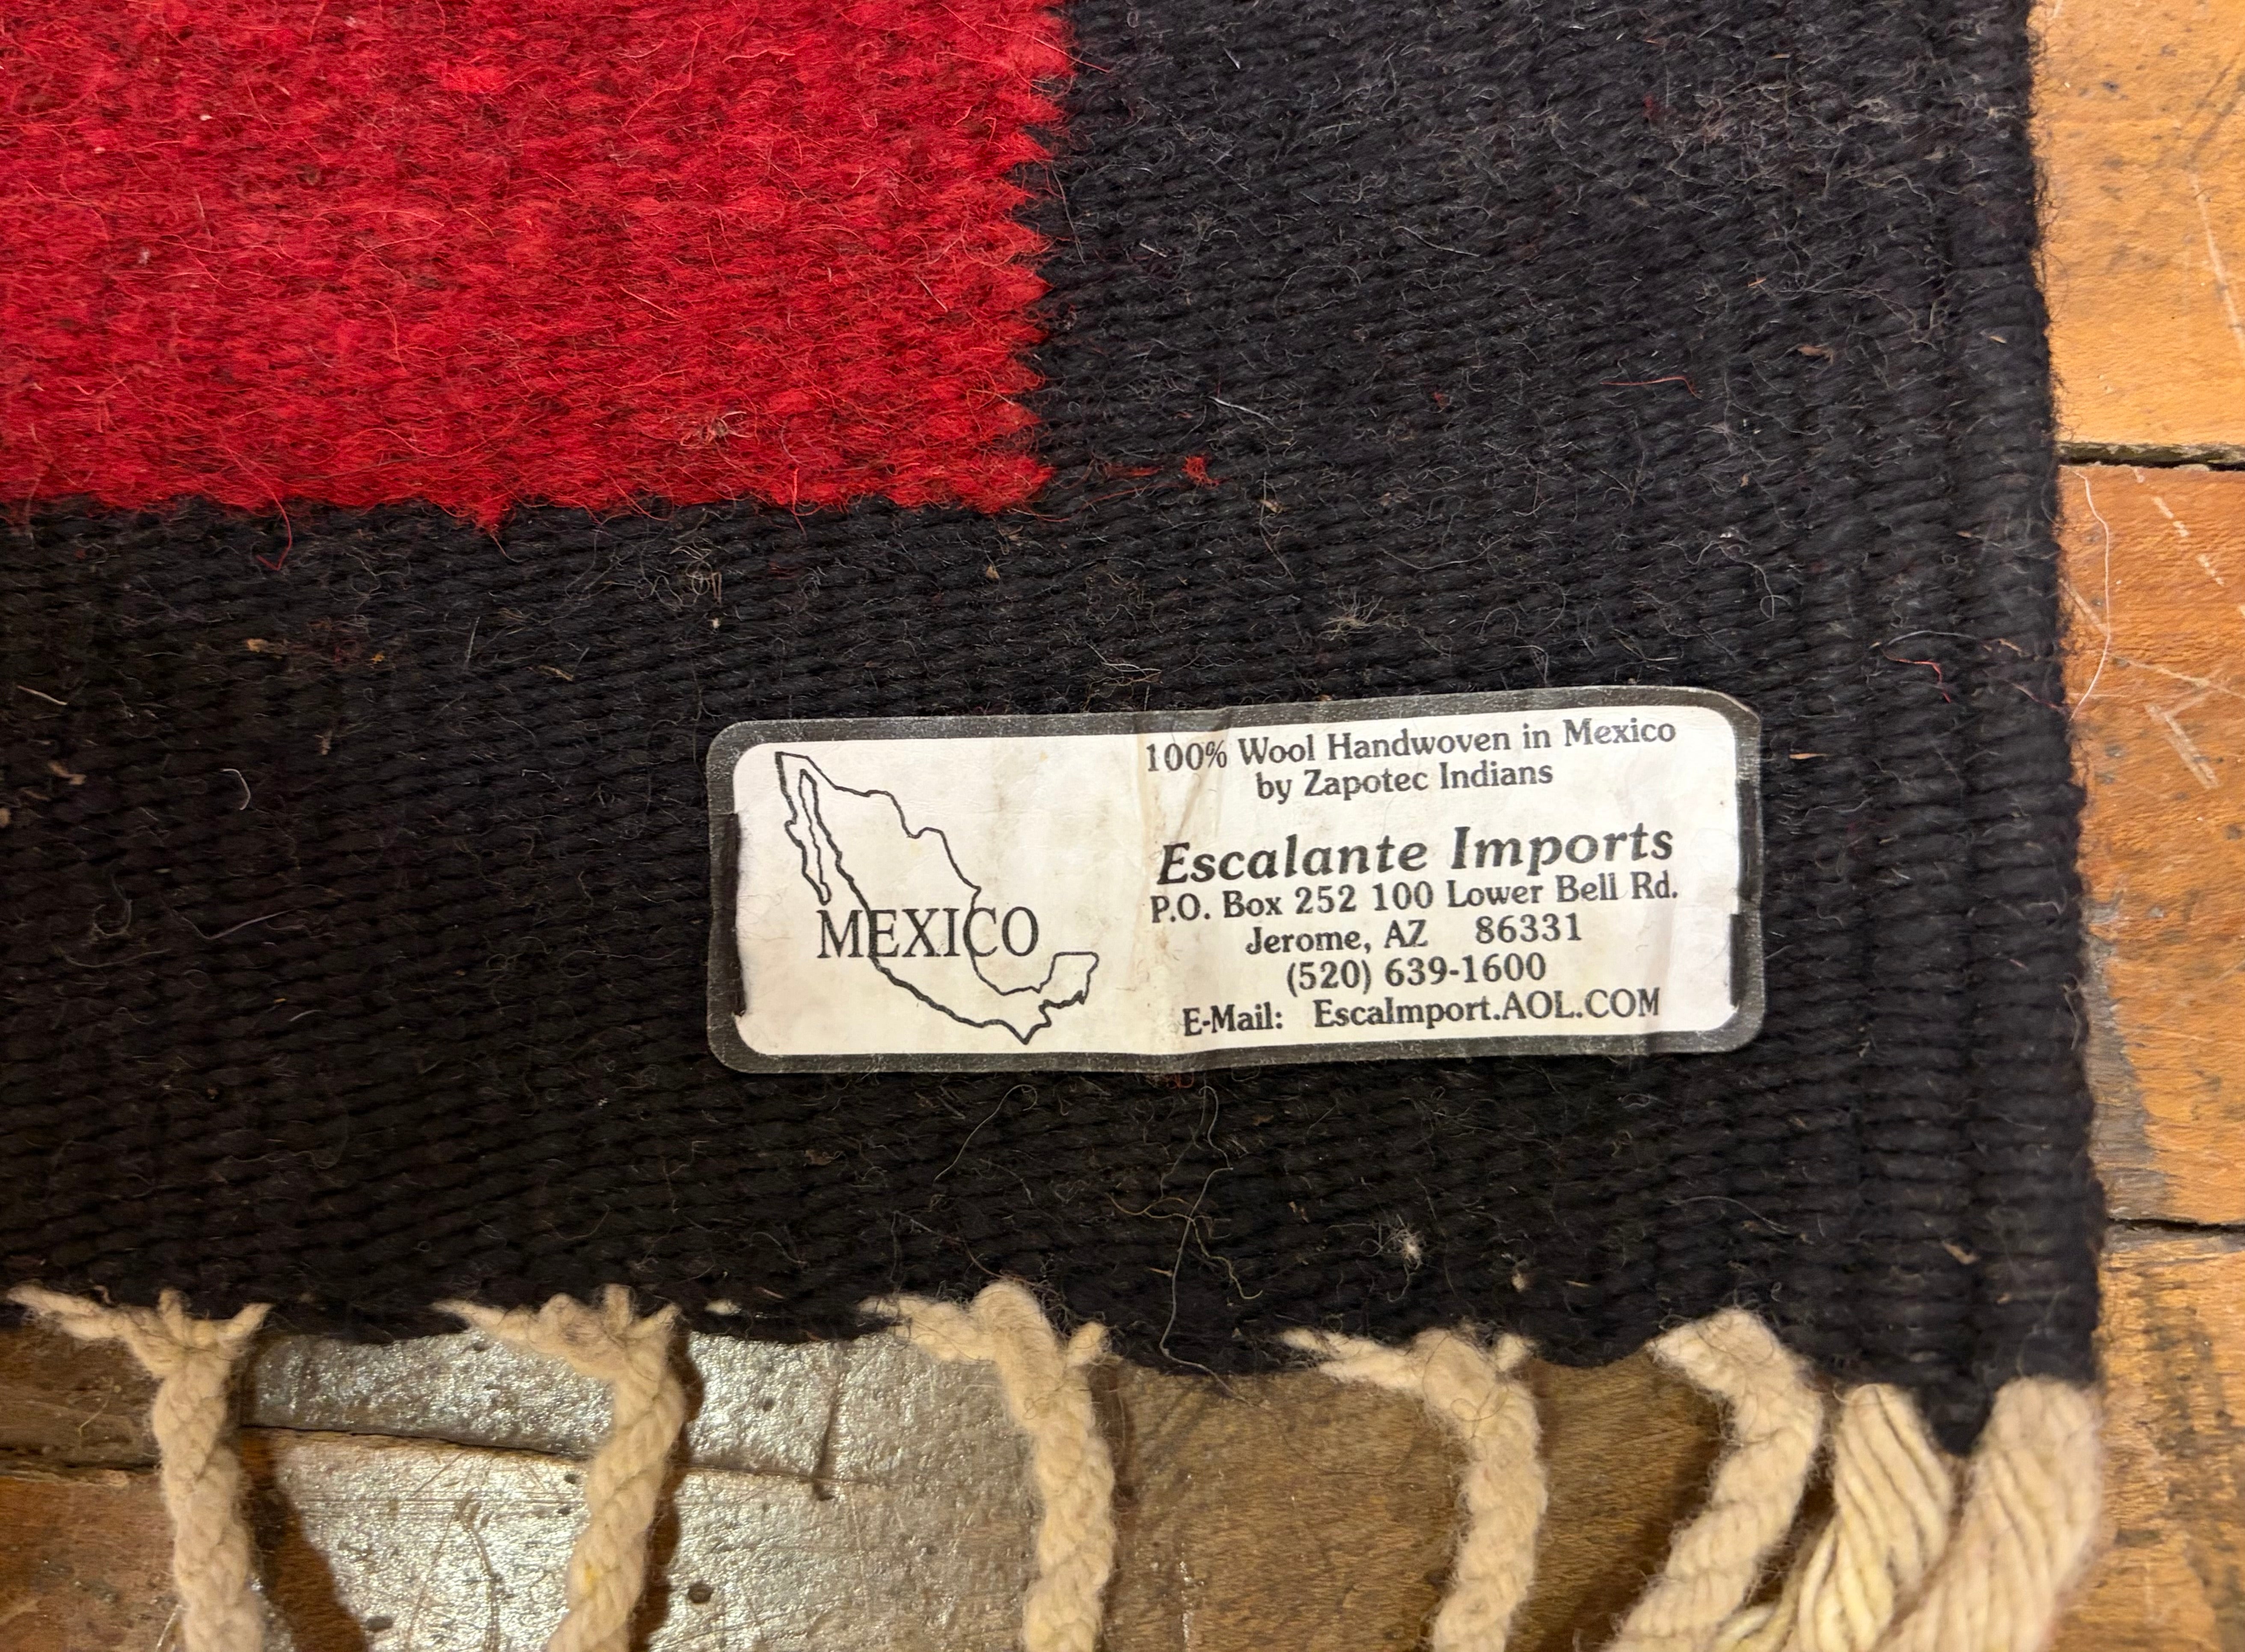 100% Wool Handwoven in Mexico
by Zapotec Indians
Escalante Imports
P.O. Box 252 100 Lower Bell Rd.
Jerome, AZ 86331
(520) 639-1600
E-Mail: EscaImport.AOL.COM
MEXICO